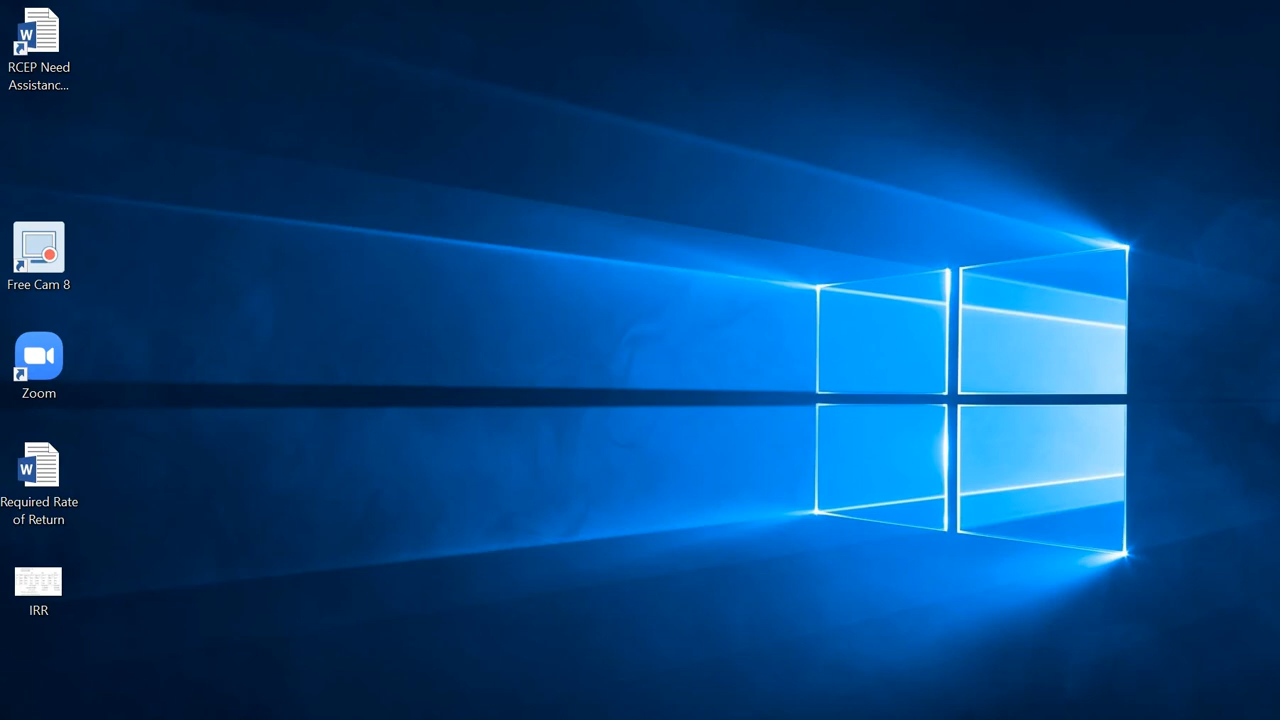 RCEP Need
Assistanc...
Free Cam 8
Zoom
Required Rate
of Return
IRR